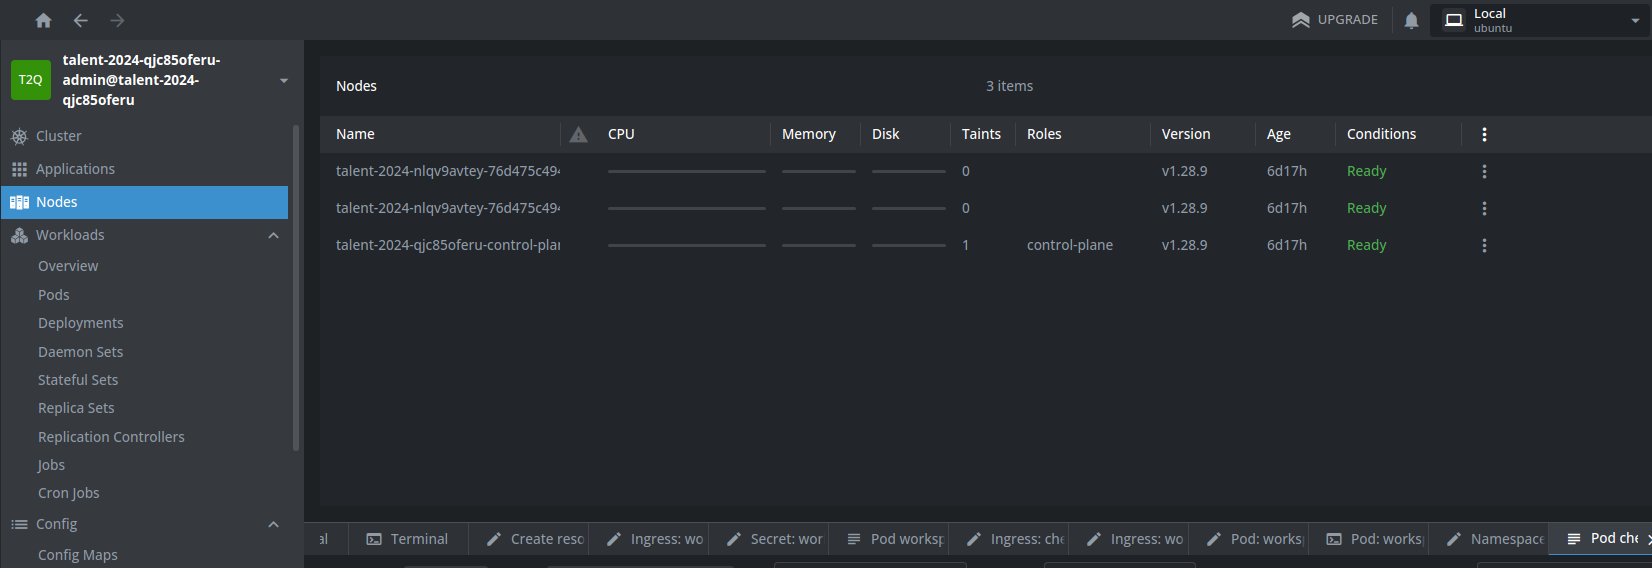 UPGRADE
Local
ubuntu
T2Q
talent-2024-qjc85oferu-
admin@talent-2024-
qjc85oferu
Cluster
Applications
Nodes
Workloads
Overview
Pods
Deployments
Daemon Sets
Stateful Sets
Replica Sets
Replication Controllers
Jobs
Cron Jobs
Config
Config Maps
Nodes 3 items
Name CPU Memory Disk Taints Roles Version Age Conditions
talent-2024-nlqv9avtey-76d475c494 0 v1.28.9 6d17h Ready
talent-2024-nlqv9avtey-76d475c494 0 v1.28.9 6d17h Ready
talent-2024-qjc85oferu-control-plan 1 control-plane v1.28.9 6d17h Ready
al Terminal Create reso Ingress: wo Secret: wor Pod worksp Ingress: che Ingress: wo Pod: works Pod: works Namespace Pod che